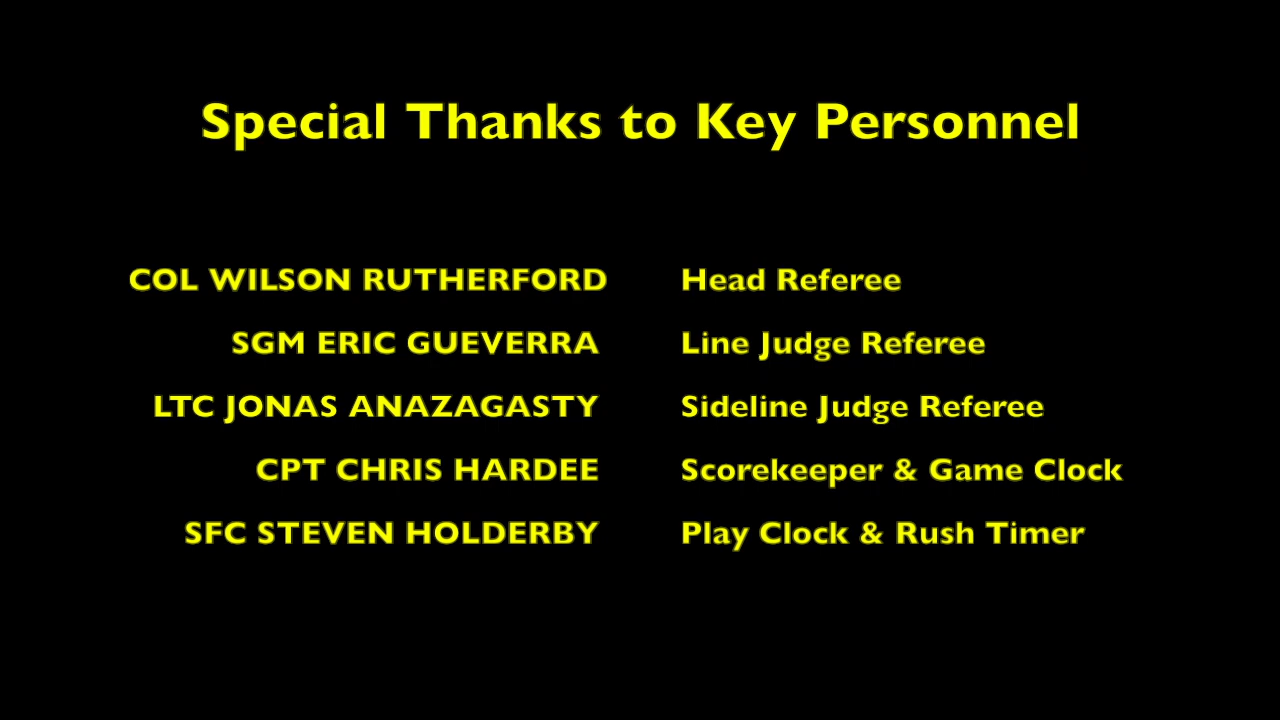 Special Thanks to Key Personnel
COL WILSON RUTHERFORD Head Referee
SGM ERIC GUEVERRA Line Judge Referee
LTC JONAS ANAZAGASTY Sideline Judge Referee
CPT CHRIS HARDEE Scorekeeper & Game Clock
SFC STEVEN HOLDERBY Play Clock & Rush Timer